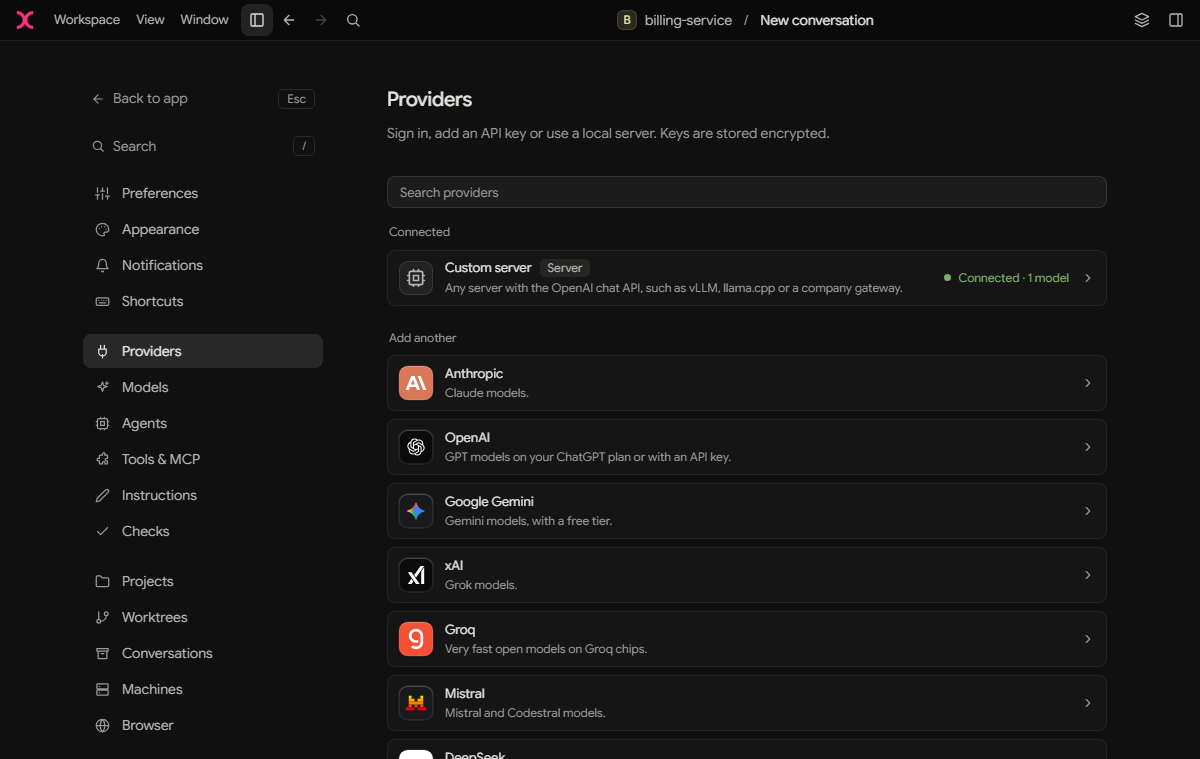 Workspace View Window
B billing-service / New conversation
Back to app Esc
Search /
Preferences
Appearance
Notifications
Shortcuts
Providers
Models
Agents
Tools & MCP
Instructions
Checks
Projects
Worktrees
Conversations
Machines
Browser
Providers
Sign in, add an API key or use a local server. Keys are stored encrypted.
Search providers
Connected
Custom server Server
Any server with the OpenAI chat API, such as vLLM, llama.cpp or a company gateway.
Connected · 1 model
Add another
Anthropic
Claude models.
OpenAI
GPT models on your ChatGPT plan or with an API key.
Google Gemini
Gemini models, with a free tier.
xAI
Grok models.
Groq
Very fast open models on Groq chips.
Mistral
Mistral and Codestral models.
DeepSeek